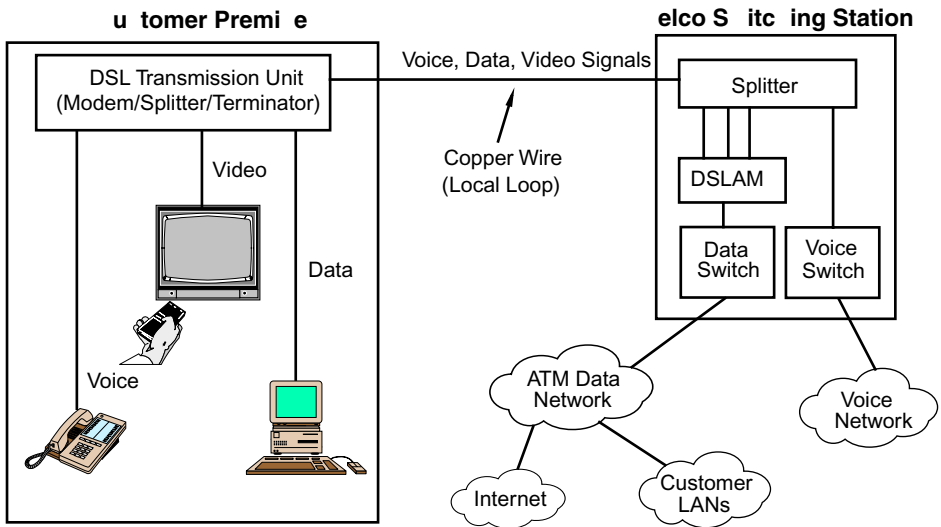 u tomer Premi e
elco S itc ing Station
DSL Transmission Unit
(Modem/Splitter/Terminator)
Voice, Data, Video Signals
Splitter
Copper Wire
(Local Loop)
Video
DSLAM
Data
Switch
Voice
Switch
Data
Voice
ATM Data
Network
Voice
Network
Internet
Customer
LANs